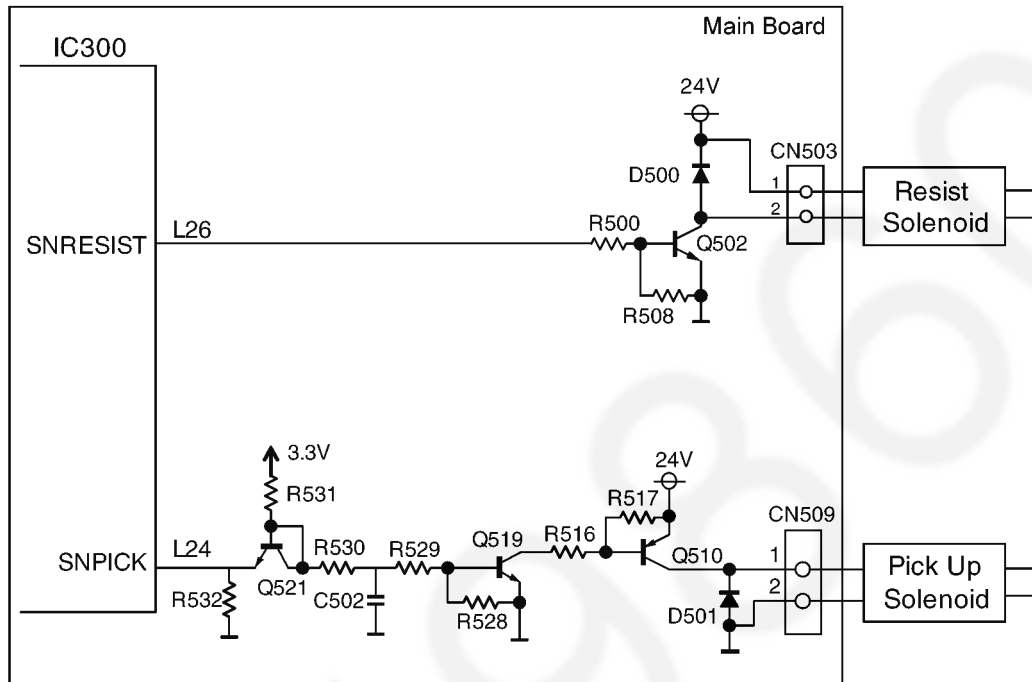 Main Board
IC300
24V
CN503
D500
1
2
Resist
Solenoid
SNRESIST
L26
R500
Q502
R508
3.3V
R531
24V
R517
CN509
SNPICK
L24
Q521
R530
R529
Q519
R516
Q510
1
2
Pick Up
Solenoid
R532
C502
R528
D501